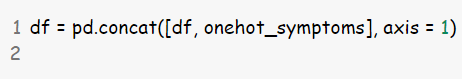 1 df = pd.concat([df, onehot_symptoms], axis = 1)
2